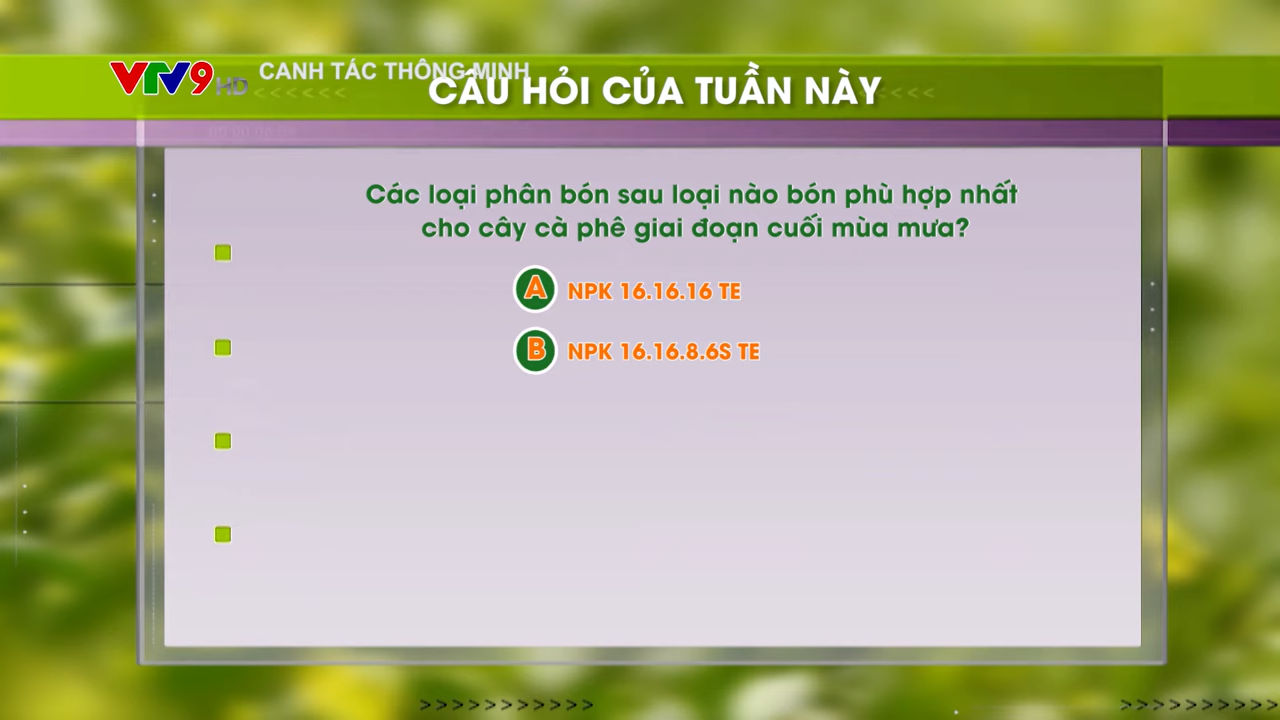 VTV9 HD
CANH TÁC THÔNG MINH
CÂU HỎI CỦA TUẦN NÀY
Các loại phân bón sau loại nào bón phù hợp nhất
cho cây cà phê giai đoạn cuối mùa mưa?
A NPK 16.16.16 TE
B NPK 16.16.8.6S TE